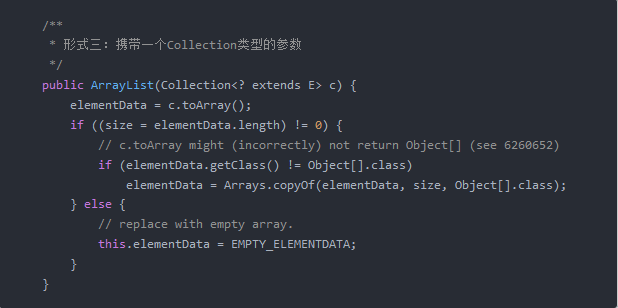 /**
 * 形式三：携带一个Collection类型的参数
 */
public ArrayList(Collection<? extends E> c) {
    elementData = c.toArray();
    if ((size = elementData.length) != 0) {
        // c.toArray might (incorrectly) not return Object[] (see 6260652)
        if (elementData.getClass() != Object[].class)
            elementData = Arrays.copyOf(elementData, size, Object[].class);
    } else {
        // replace with empty array.
        this.elementData = EMPTY_ELEMENTDATA;
    }
}